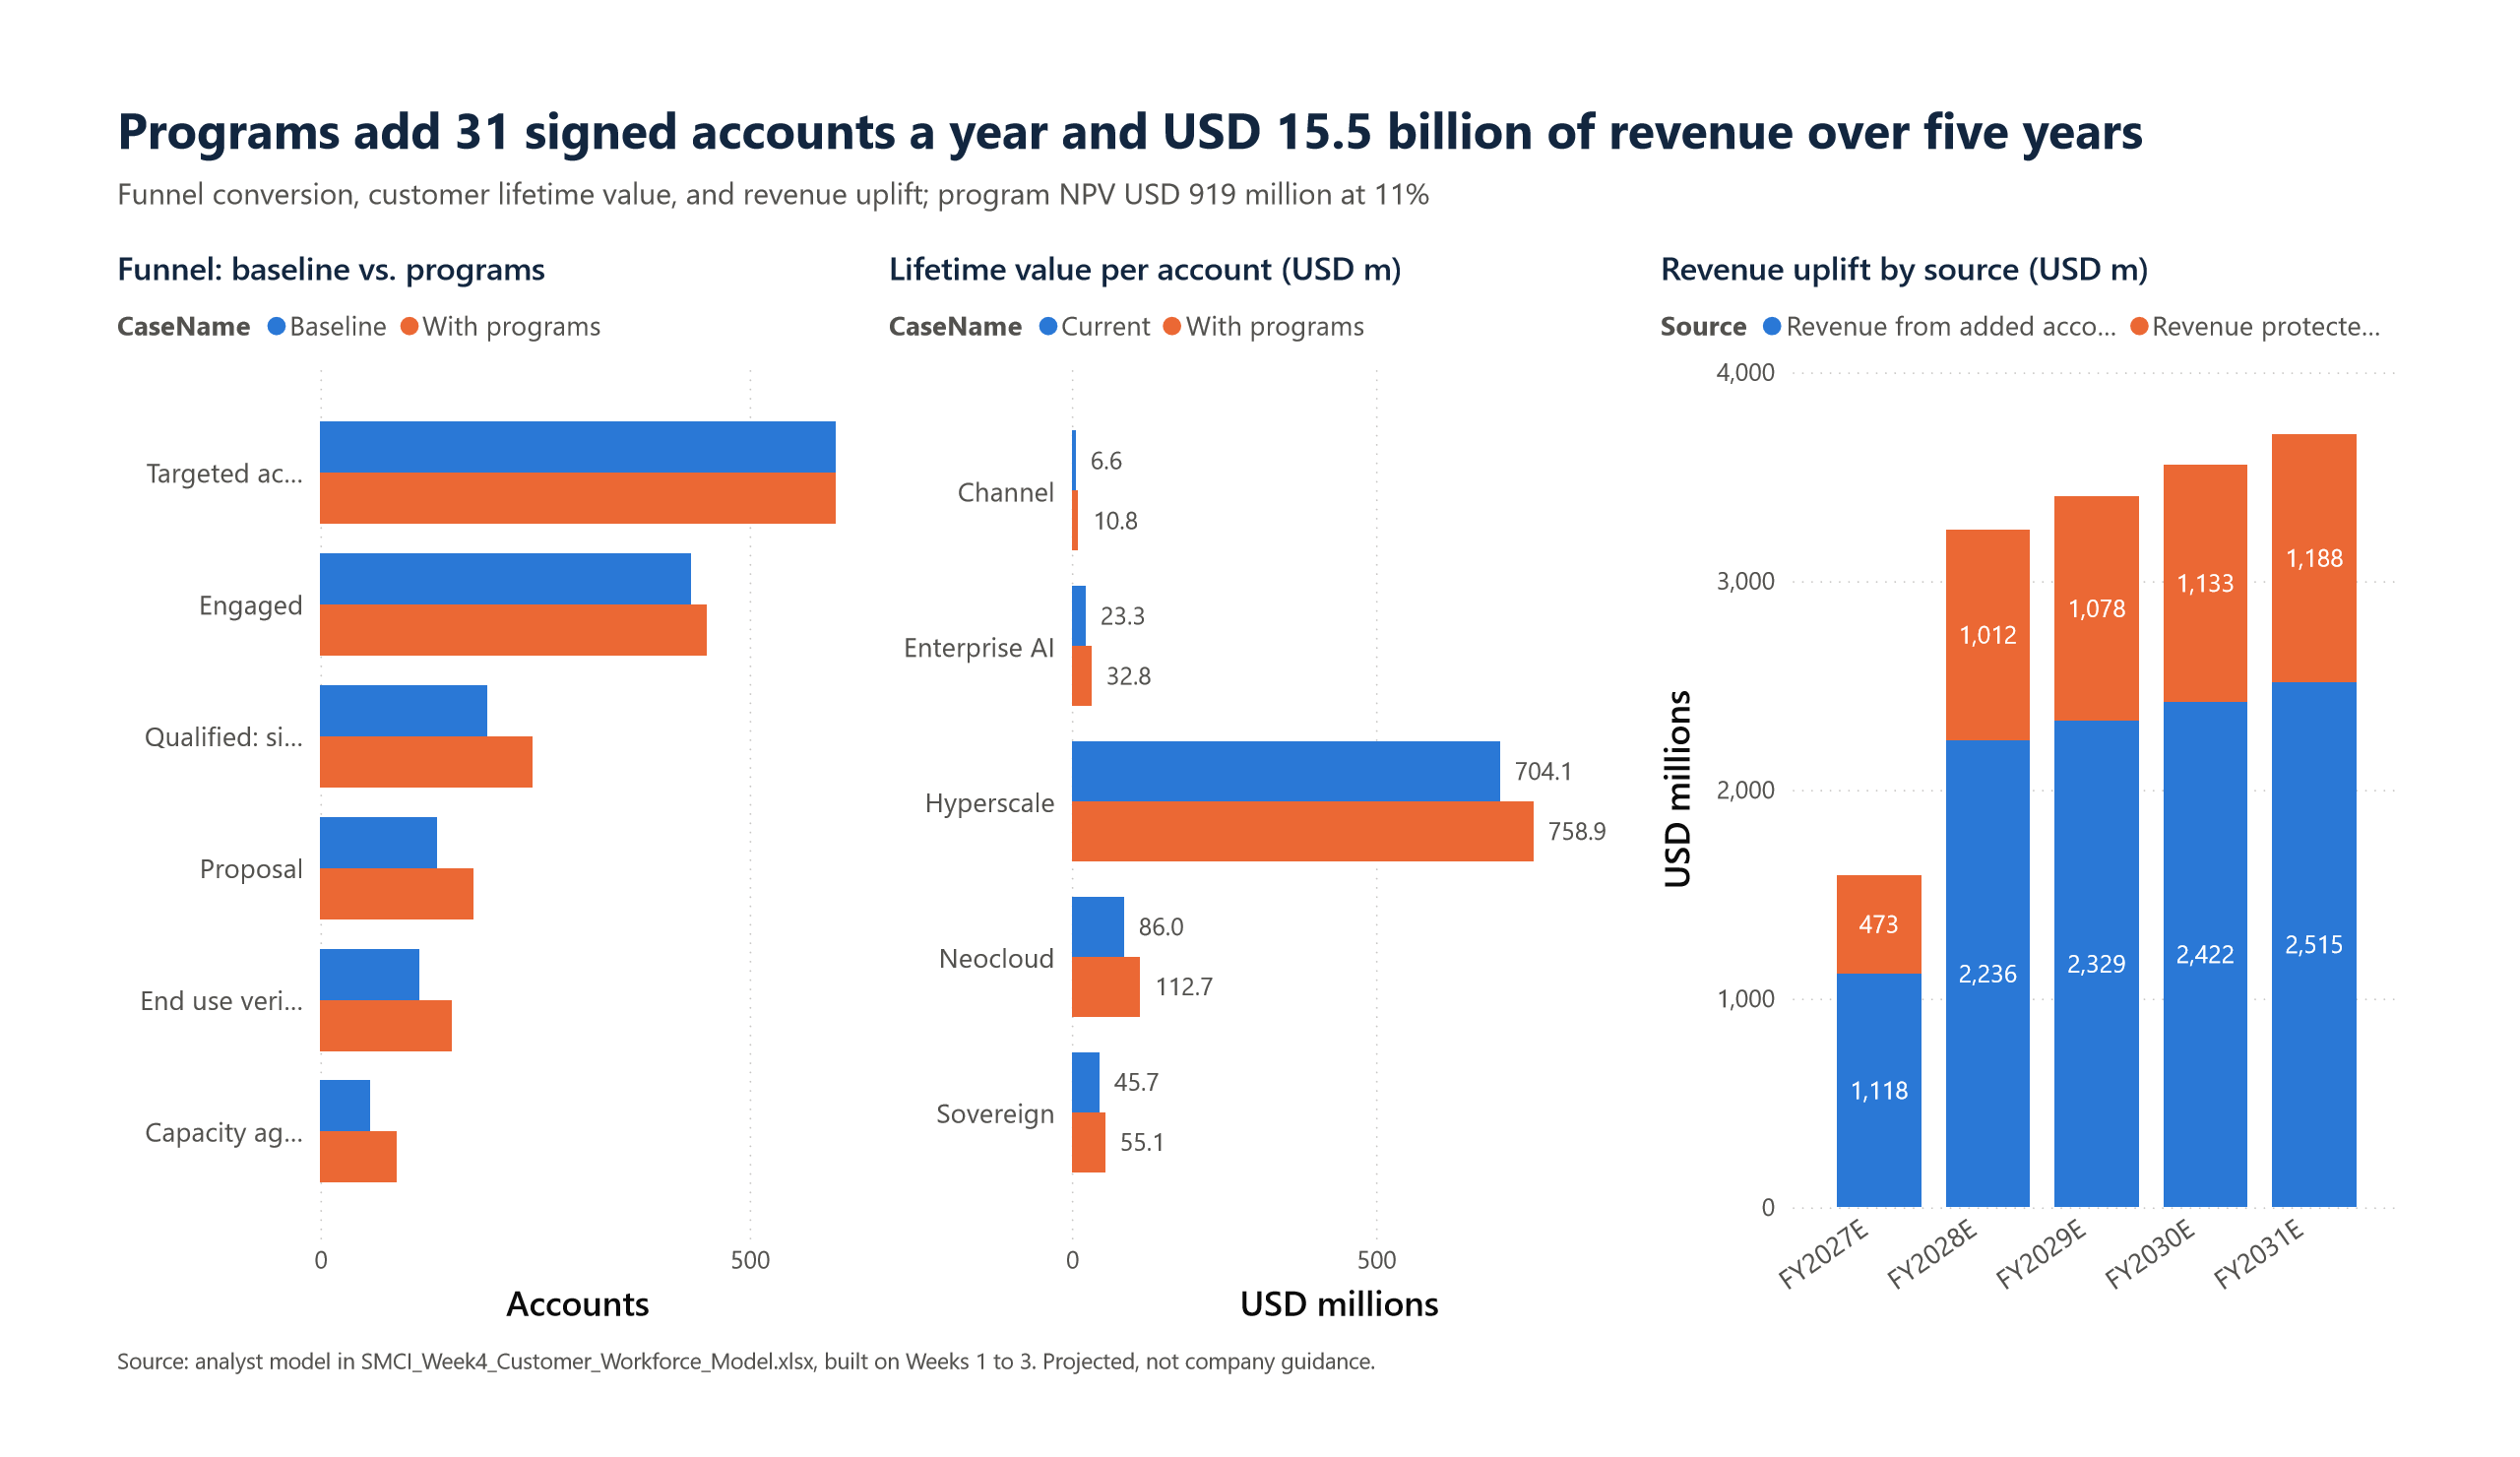 Programs add 31 signed accounts a year and USD 15.5 billion of revenue over five years
Funnel conversion, customer lifetime value, and revenue uplift; program NPV USD 919 million at 11%
Funnel: baseline vs. programs
CaseName Baseline With programs
Targeted ac...
Engaged
Qualified: si...
Proposal
End use veri...
Capacity ag...
0 500
Accounts
Lifetime value per account (USD m)
CaseName Current With programs
Channel
6.6
10.8
Enterprise AI
23.3
32.8
Hyperscale
704.1
758.9
Neocloud
86.0
112.7
Sovereign
45.7
55.1
0 500
USD millions
Revenue uplift by source (USD m)
Source Revenue from added acco... Revenue protecte...
USD millions
4,000
3,000
2,000
1,000
0
473
1,118
1,012
2,236
1,078
2,329
1,133
2,422
1,188
2,515
FY2027E FY2028E FY2029E FY2030E FY2031E
Source: analyst model in SMCI_Week4_Customer_Workforce_Model.xlsx, built on Weeks 1 to 3. Projected, not company guidance.